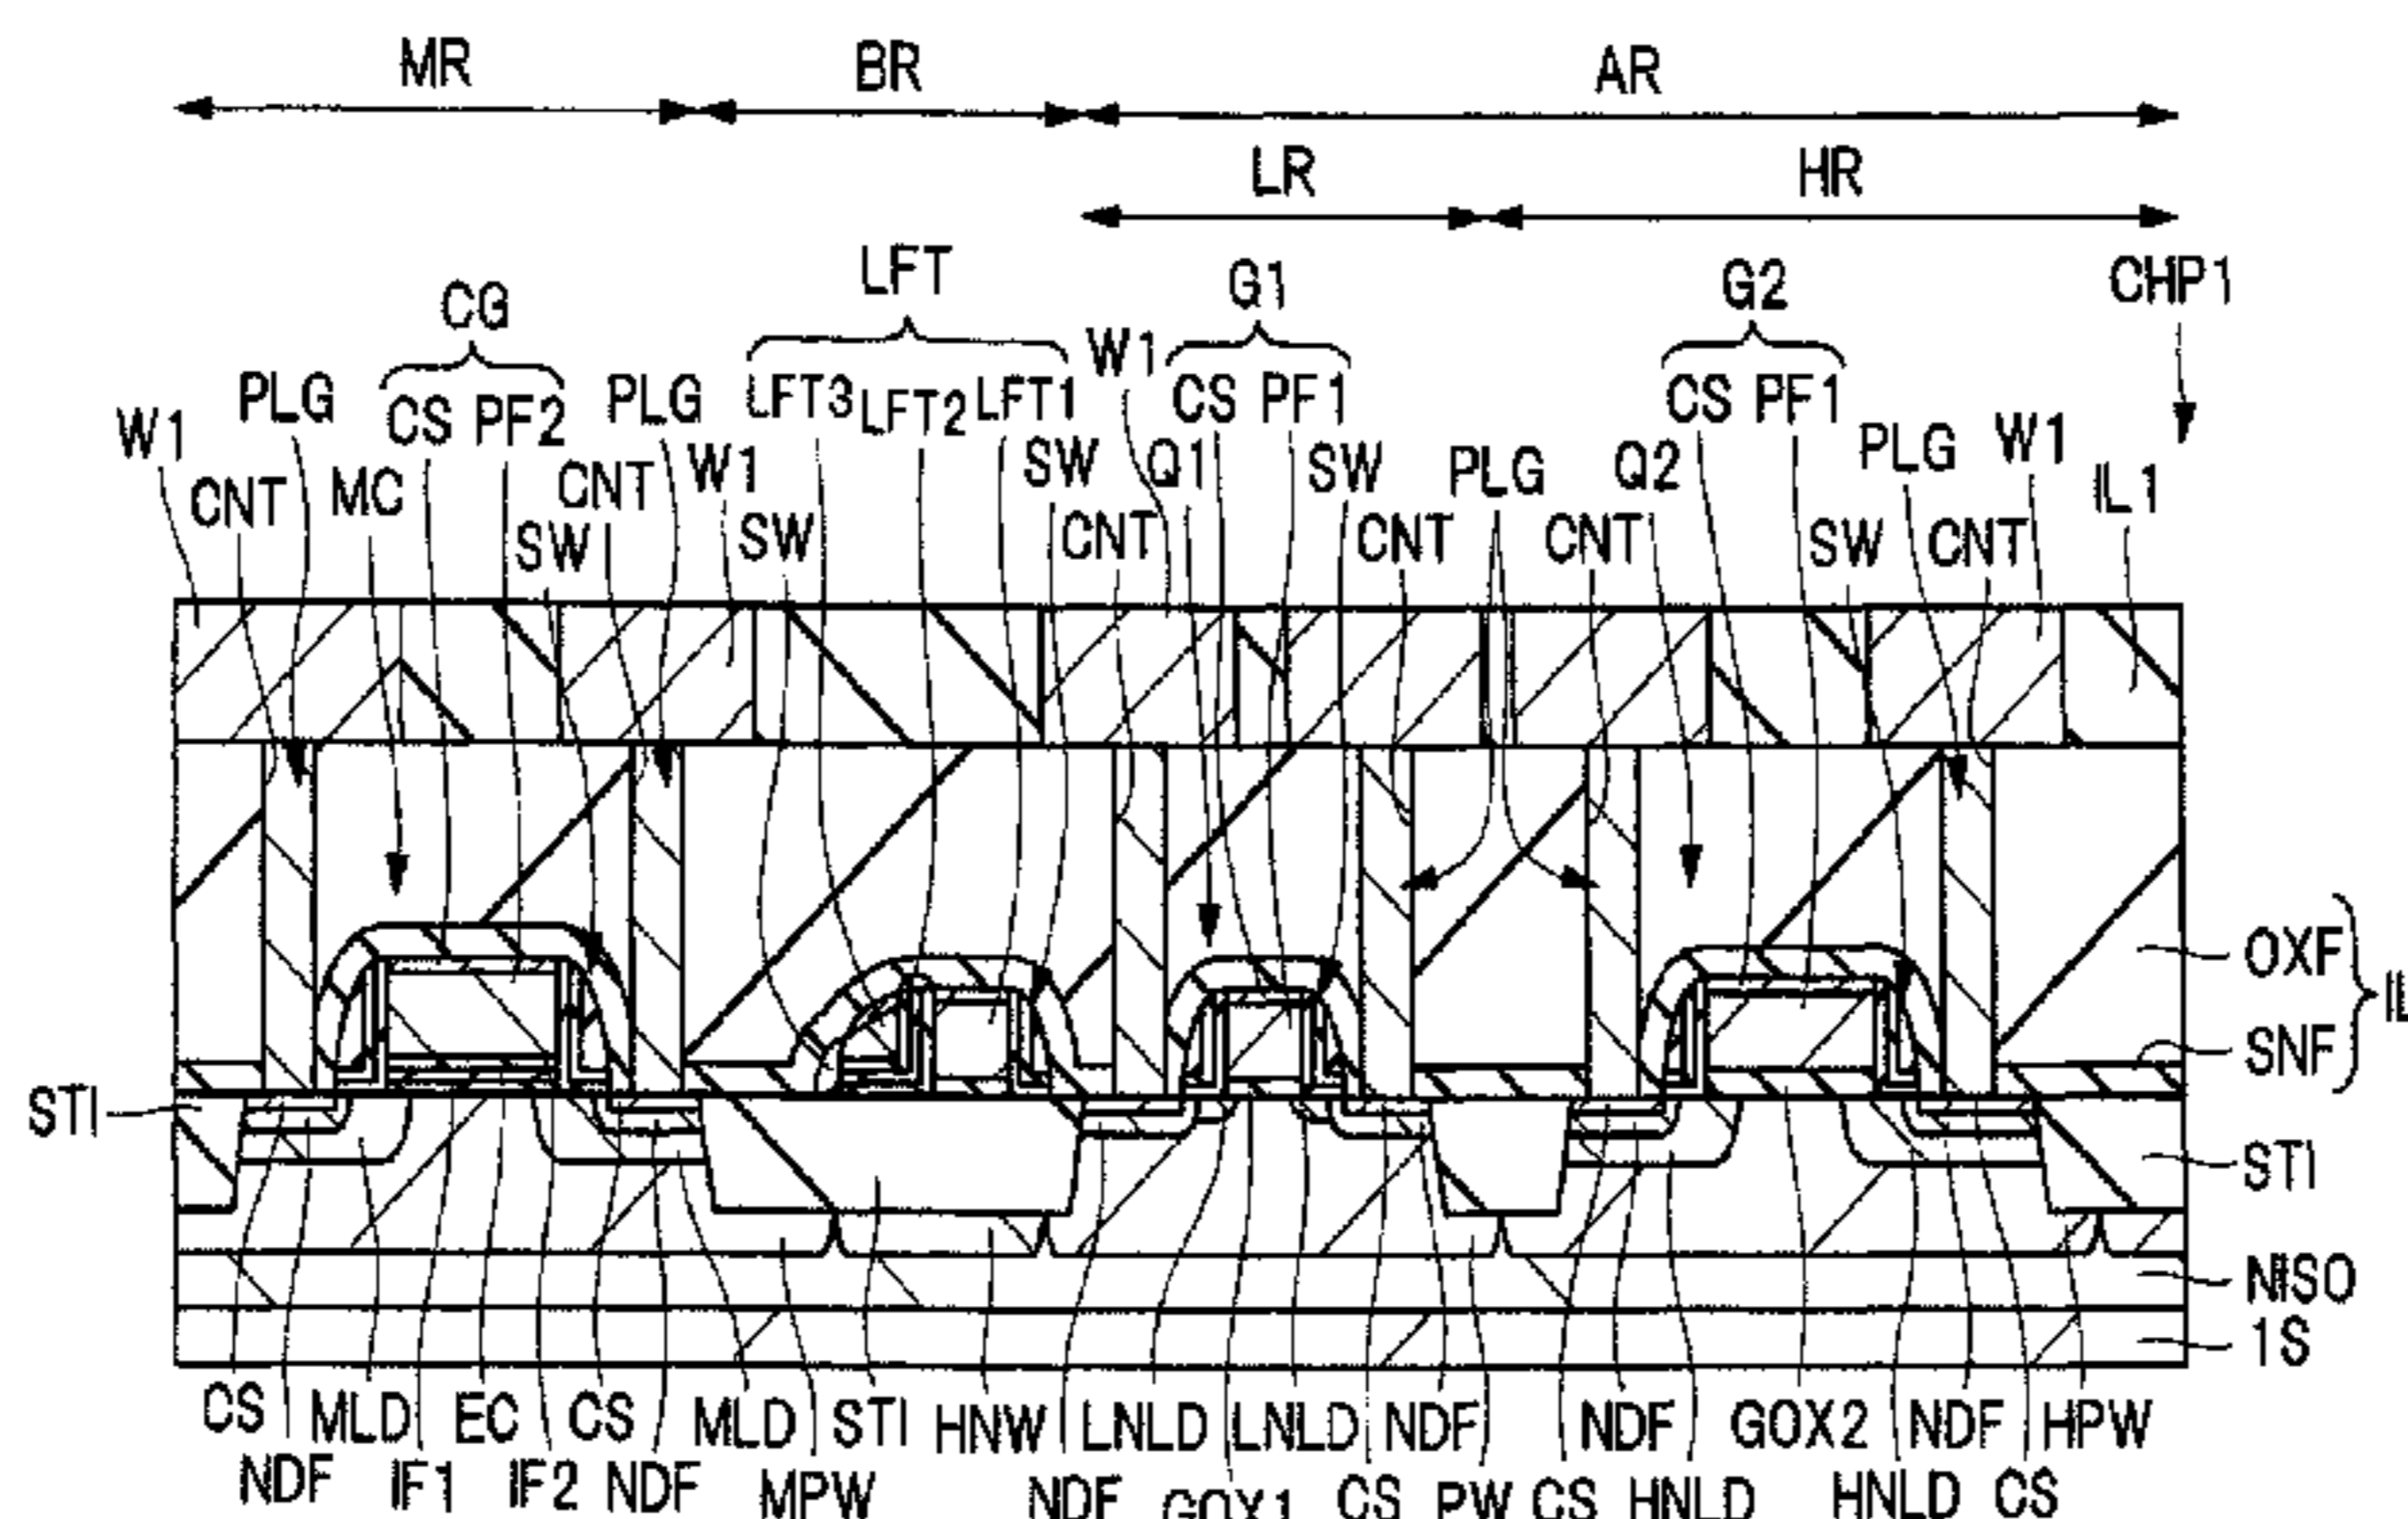 MR BR AR
LR HR
LFT G1 G2 CHP1
CG
W1
PLG CS PF2 PLG LFT3 LFT2 LFT1 CS PF1 CS PF1
W1 CNT MC CNT W1 SW Q1 SW PLG Q2 PLG W1 IL1
SW SW CNT CNT CNT SW CNT
OXF
IL
SNF
STI
STI
NISO
1S
CS MLD EC CS MLD STI HNW LNLD LNLD NDF NDF GOX2 NDF HPW
NDF IF1 IF2 NDF MPW NDF GOX1 CS PW CS HNLD HNLD CS